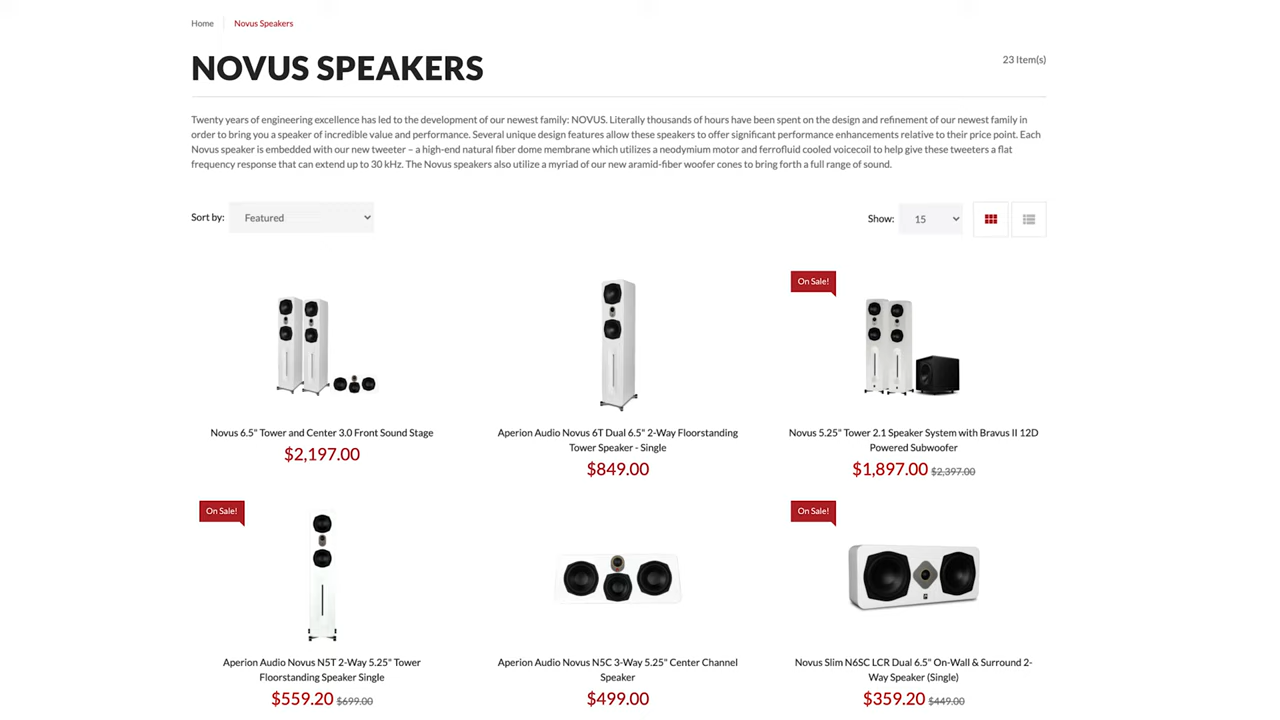 Home
Novus Speakers
NOVUS SPEAKERS
23 Item(s)
Twenty years of engineering excellence has led to the development of our newest family: NOVUS. Literally thousands of hours have been spent on the design and refinement of our newest family in
order to bring you a speaker of incredible value and performance. Several unique design features allow these speakers to offer significant performance enhancements relative to their price point. Each
Novus speaker is embedded with our new tweeter – a high-end natural fiber dome membrane which utilizes a neodymium motor and ferrofluid cooled voicecoil to help give these tweeters a flat
frequency response that can extend up to 30 kHz. The Novus speakers also utilize a myriad of our new aramid-fiber woofer cones to bring forth a full range of sound.
Sort by:
Featured
Show:
15
On Sale!
Novus 6.5" Tower and Center 3.0 Front Sound Stage
$2,197.00
Aperion Audio Novus 6T Dual 6.5" 2-Way Floorstanding
Tower Speaker - Single
$849.00
Novus 5.25" Tower 2.1 Speaker System with Bravus II 12D
Powered Subwoofer
$1,897.00 $2,397.00
On Sale!
On Sale!
Aperion Audio Novus N5T 2-Way 5.25" Tower
Floorstanding Speaker Single
$559.20 $699.00
Aperion Audio Novus N5C 3-Way 5.25" Center Channel
Speaker
$499.00
Novus Slim N6SC LCR Dual 6.5" On-Wall & Surround 2-
Way Speaker (Single)
$359.20 $449.00